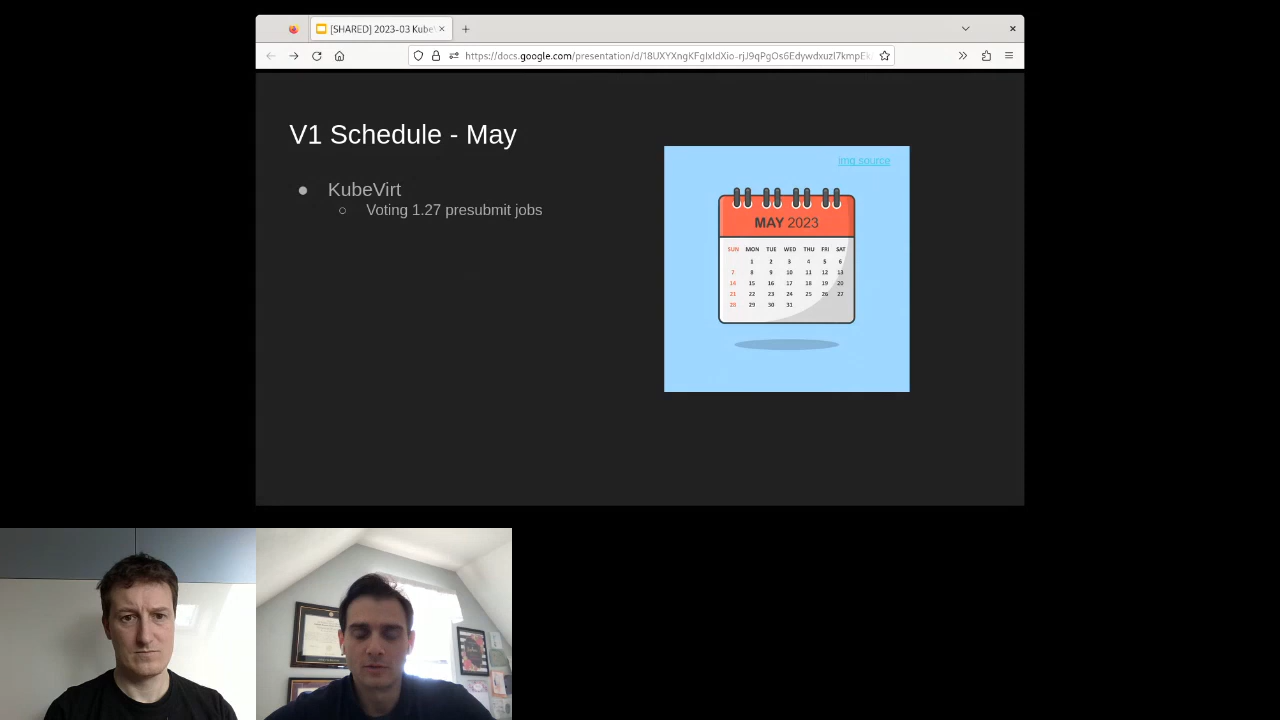 [SHARED] 2023-03 KubeV
https://docs.google.com/presentation/d/18UXYXngKFgIxIdXio-rjJ9qPgOs6Edywdxuzl7kmpEk
V1 Schedule - May
KubeVirt
Voting 1.27 presubmit jobs
Img source
MAY 2023
SUN MON TUE WED THU FRI SAT
1 2 3 4 5 6
7 8 9 10 11 12 13
14 15 16 17 18 19 20
21 22 23 24 25 26 27
28 29 30 31